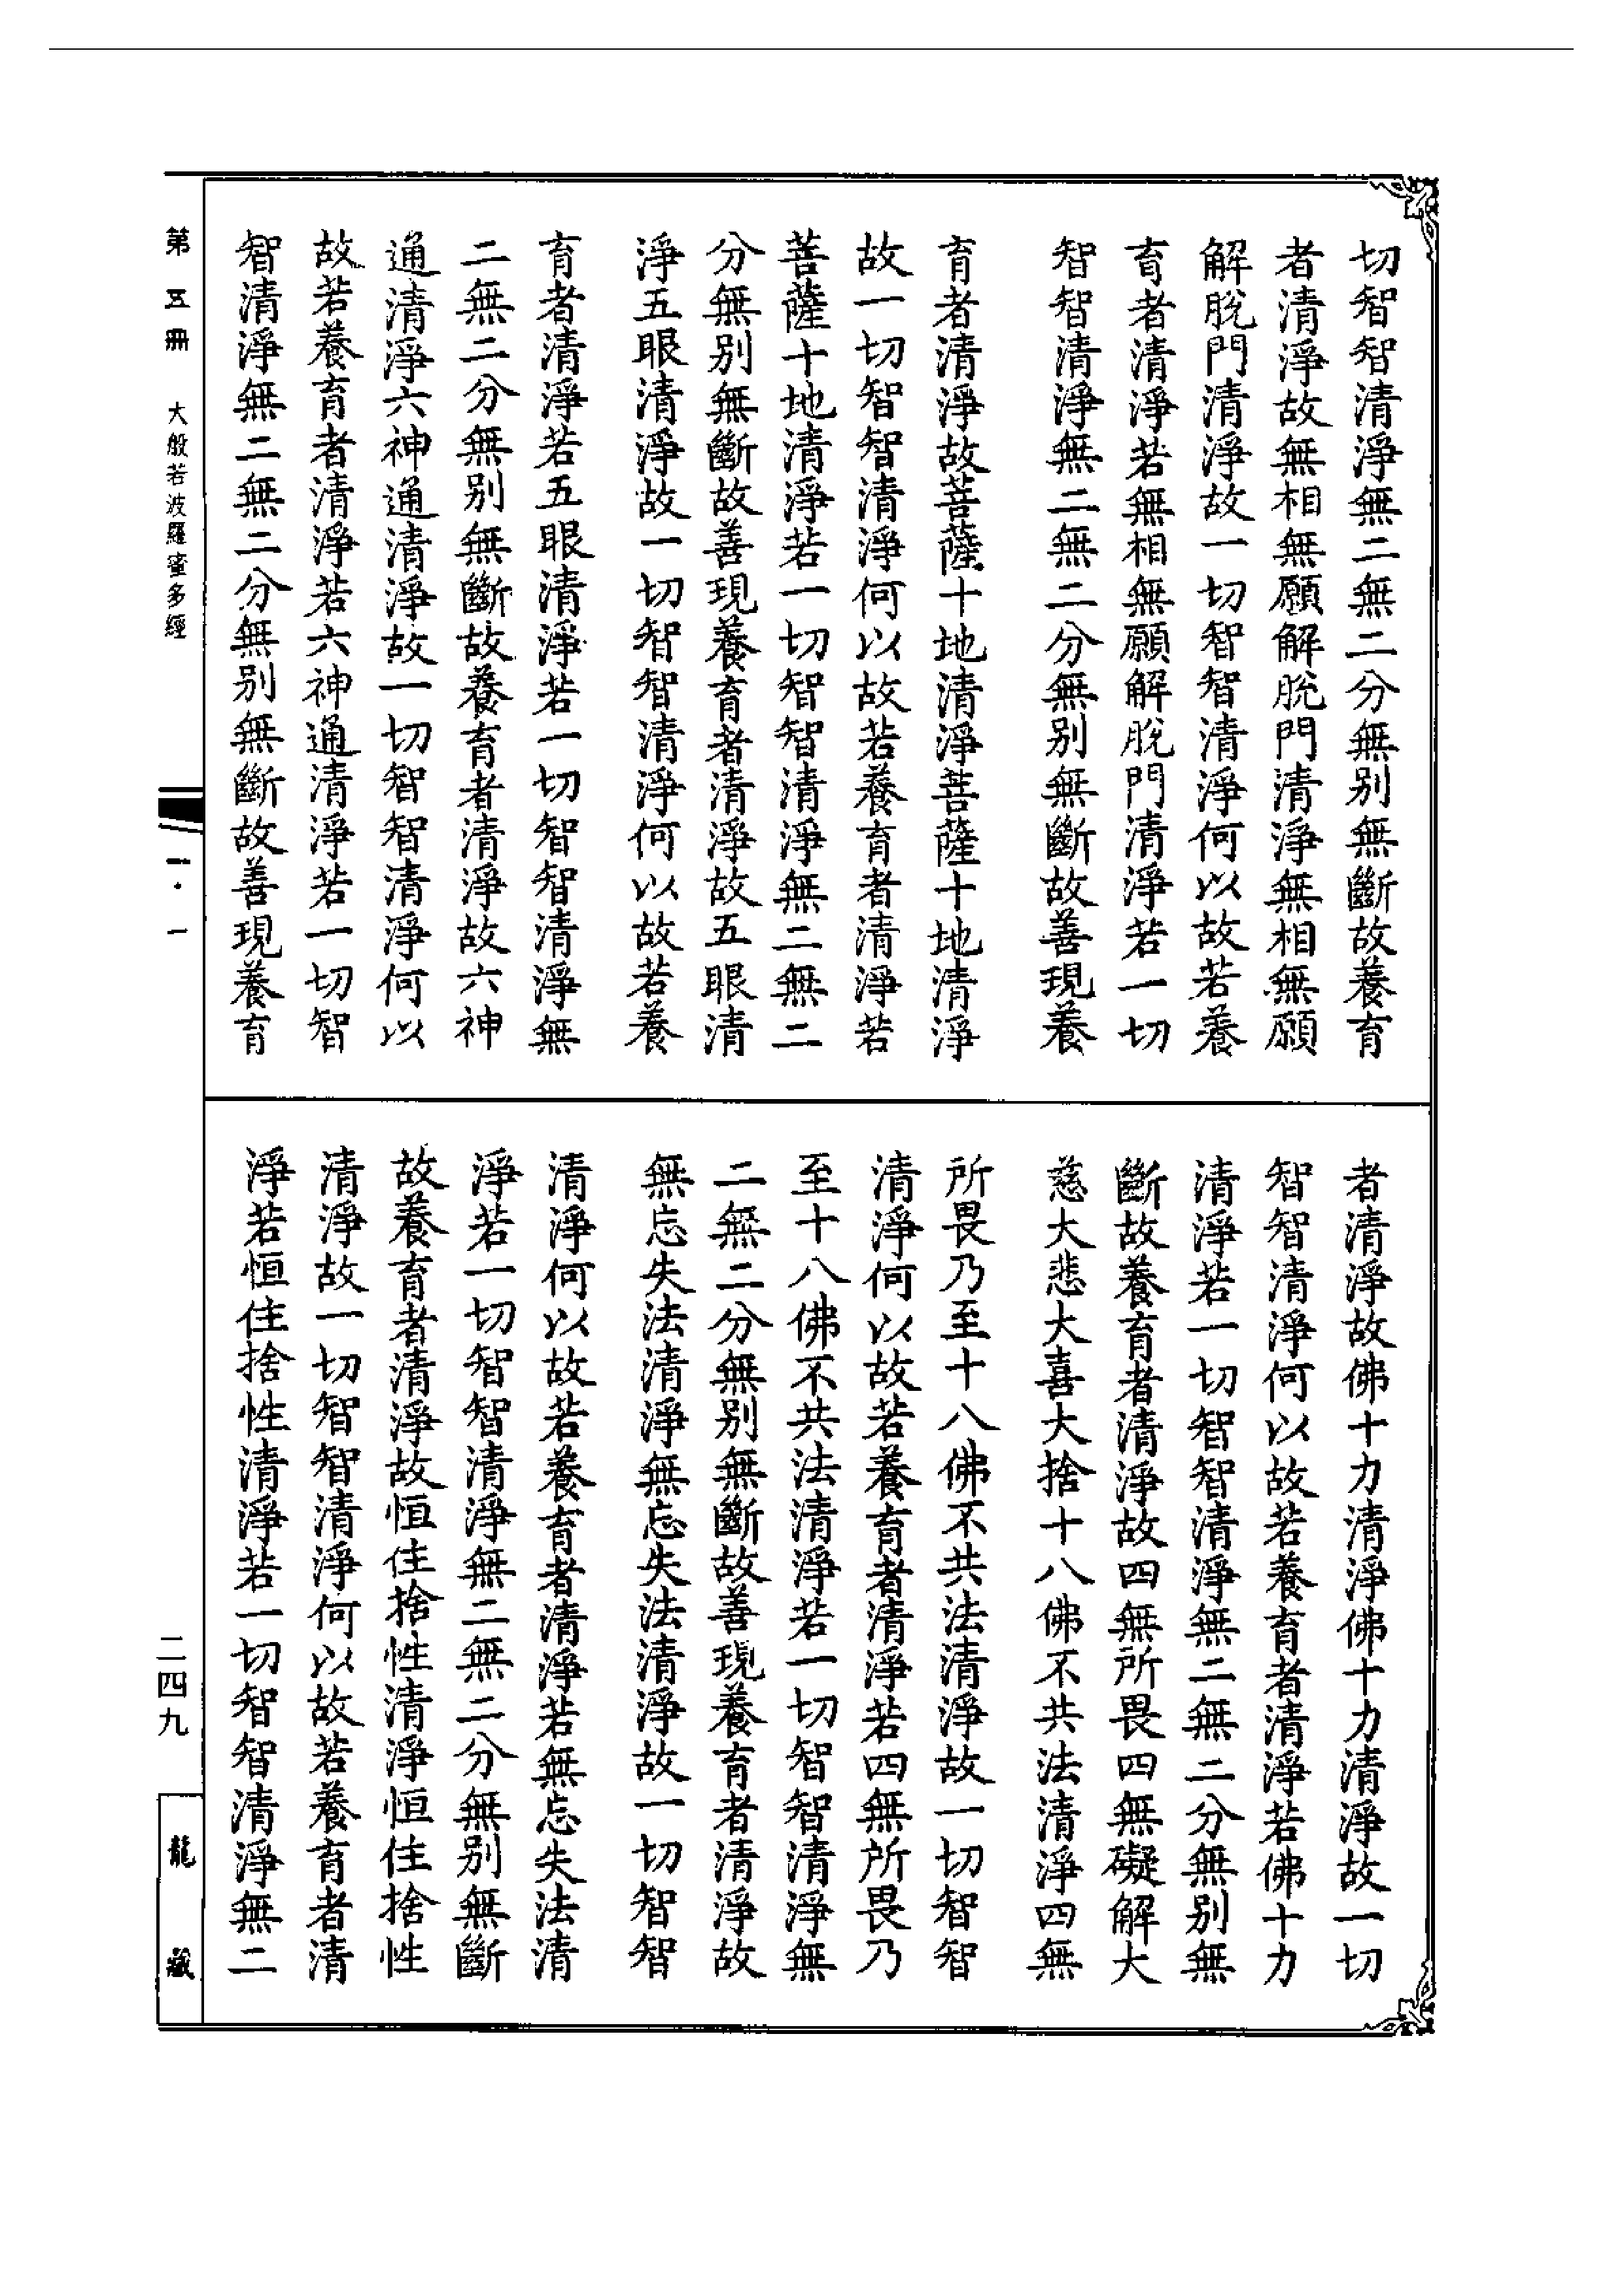 切智智清淨無二無二分無别無斷故養育
者清淨故無相無願解脫門清淨無相無願
解脫門清淨故一切智智清淨何以故若養
育者清淨若無相無願解脫門清淨若一切
智智清淨無二無二分無别無斷故善現養
育者清淨故菩薩十地清淨菩薩十地清淨
故一切智智清淨何以故若養育者清淨若
菩薩十地清淨若一切智智清淨無二無二
分無别無斷故善現養育者清淨故五眼清
淨五眼清淨故一切智智清淨何以故若養
育者清淨若五眼清淨若一切智智清淨無
二無二分無别無斷故養育者清淨故六神
通清淨六神通清淨故一切智智清淨何以
故若養育者清淨若六神通清淨若一切智
智清淨無二無二分無别無斷故善現養育
者清淨故佛十力清淨佛十力清淨故一切
智智清淨何以故若養育者清淨若佛十力
清淨若一切智智清淨無二無二分無别無
斷故養育者清淨故四無所畏四無礙解大
慈大悲大喜大捨十八佛不共法清淨四無
所畏乃至十八佛不共法清淨故一切智智
清淨何以故若養育者清淨若四無所畏乃
至十八佛不共法清淨若一切智智清淨無
二無二分無别無斷故善現養育者清淨故
無忘失法清淨無忘失法清淨故一切智智
清淨何以故若養育者清淨若無忘失法清
淨若一切智智清淨無二無二分無别無斷
故養育者清淨故恒住捨性清淨恒住捨性
清淨故一切智智清淨何以故若養育者清
淨若恒住捨性清淨若一切智智清淨無二
第五冊 大般若波羅蜜多經
一·一
二四九
龍藏